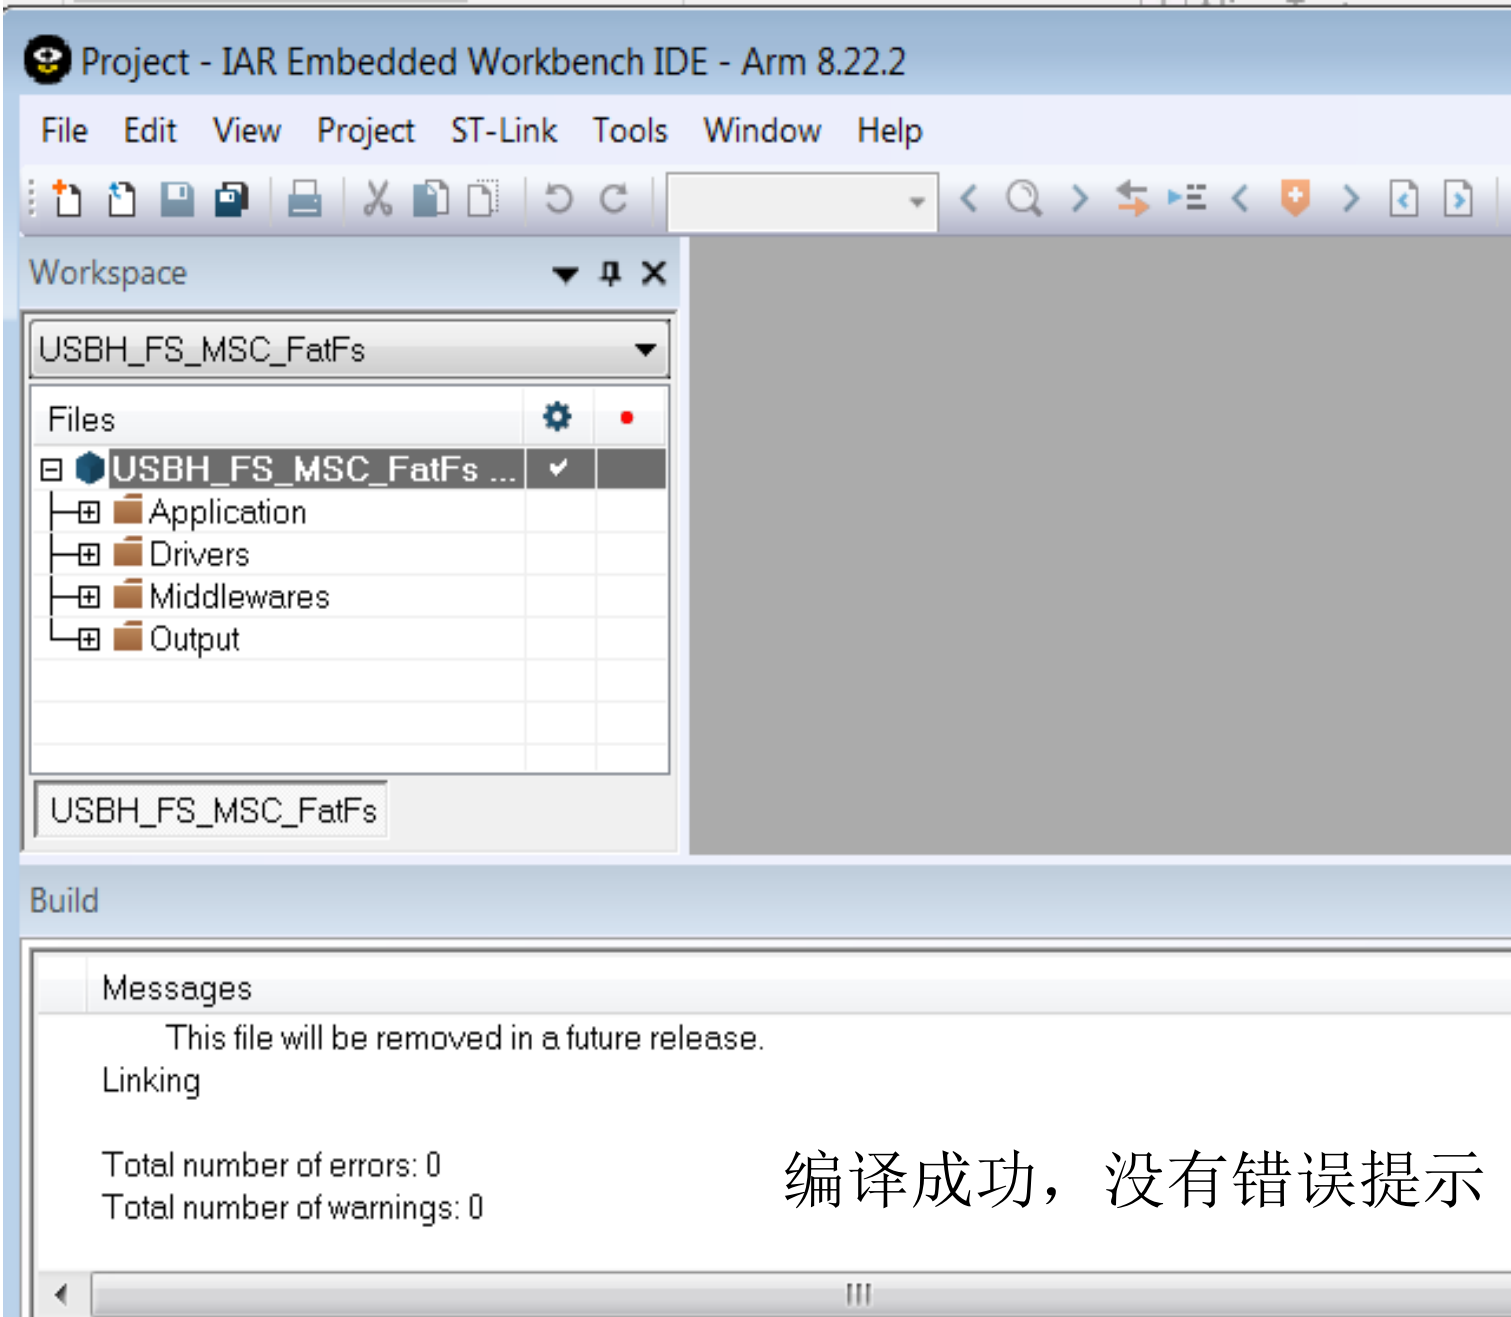 Project - IAR Embedded Workbench IDE - Arm 8.22.2
File Edit View Project ST-Link Tools Window Help
Workspace
USBH_FS_MSC_FatFs
Files
USBH_FS_MSC_FatFs ...
Application
Drivers
Middlewares
Output
USBH_FS_MSC_FatFs
Build
Messages
This file will be removed in a future release.
Linking
Total number of errors: 0
Total number of warnings: 0
编译成功，没有错误提示